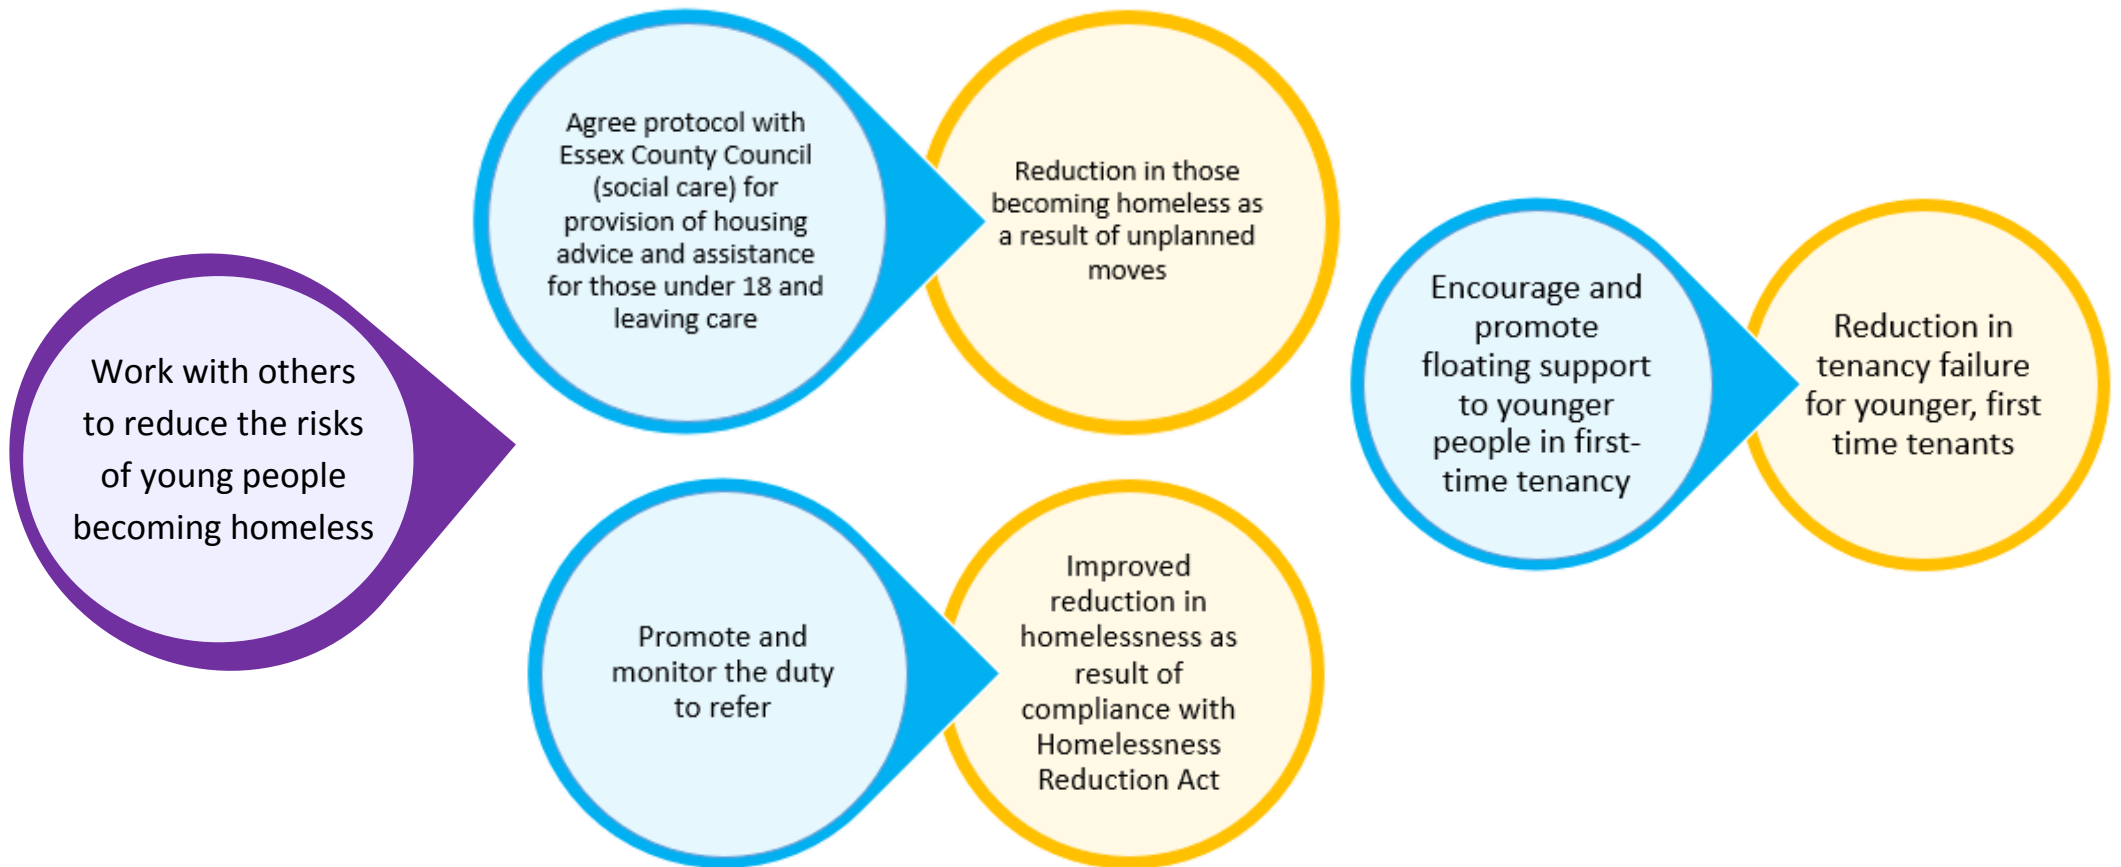 Work with others
to reduce the risks
of young people
becoming homeless
Agree protocol with
Essex County Council
(social care) for
provision of housing
advice and assistance
for those under 18 and
leaving care
Reduction in those
becoming homeless as
a result of unplanned
moves
Promote and
monitor the duty
to refer
Improved
reduction in
homelessness as
result of
compliance with
Homelessness
Reduction Act
Encourage and
promote
floating support
to younger
people in first-
time tenancy
Reduction in
tenancy failure
for younger, first
time tenants